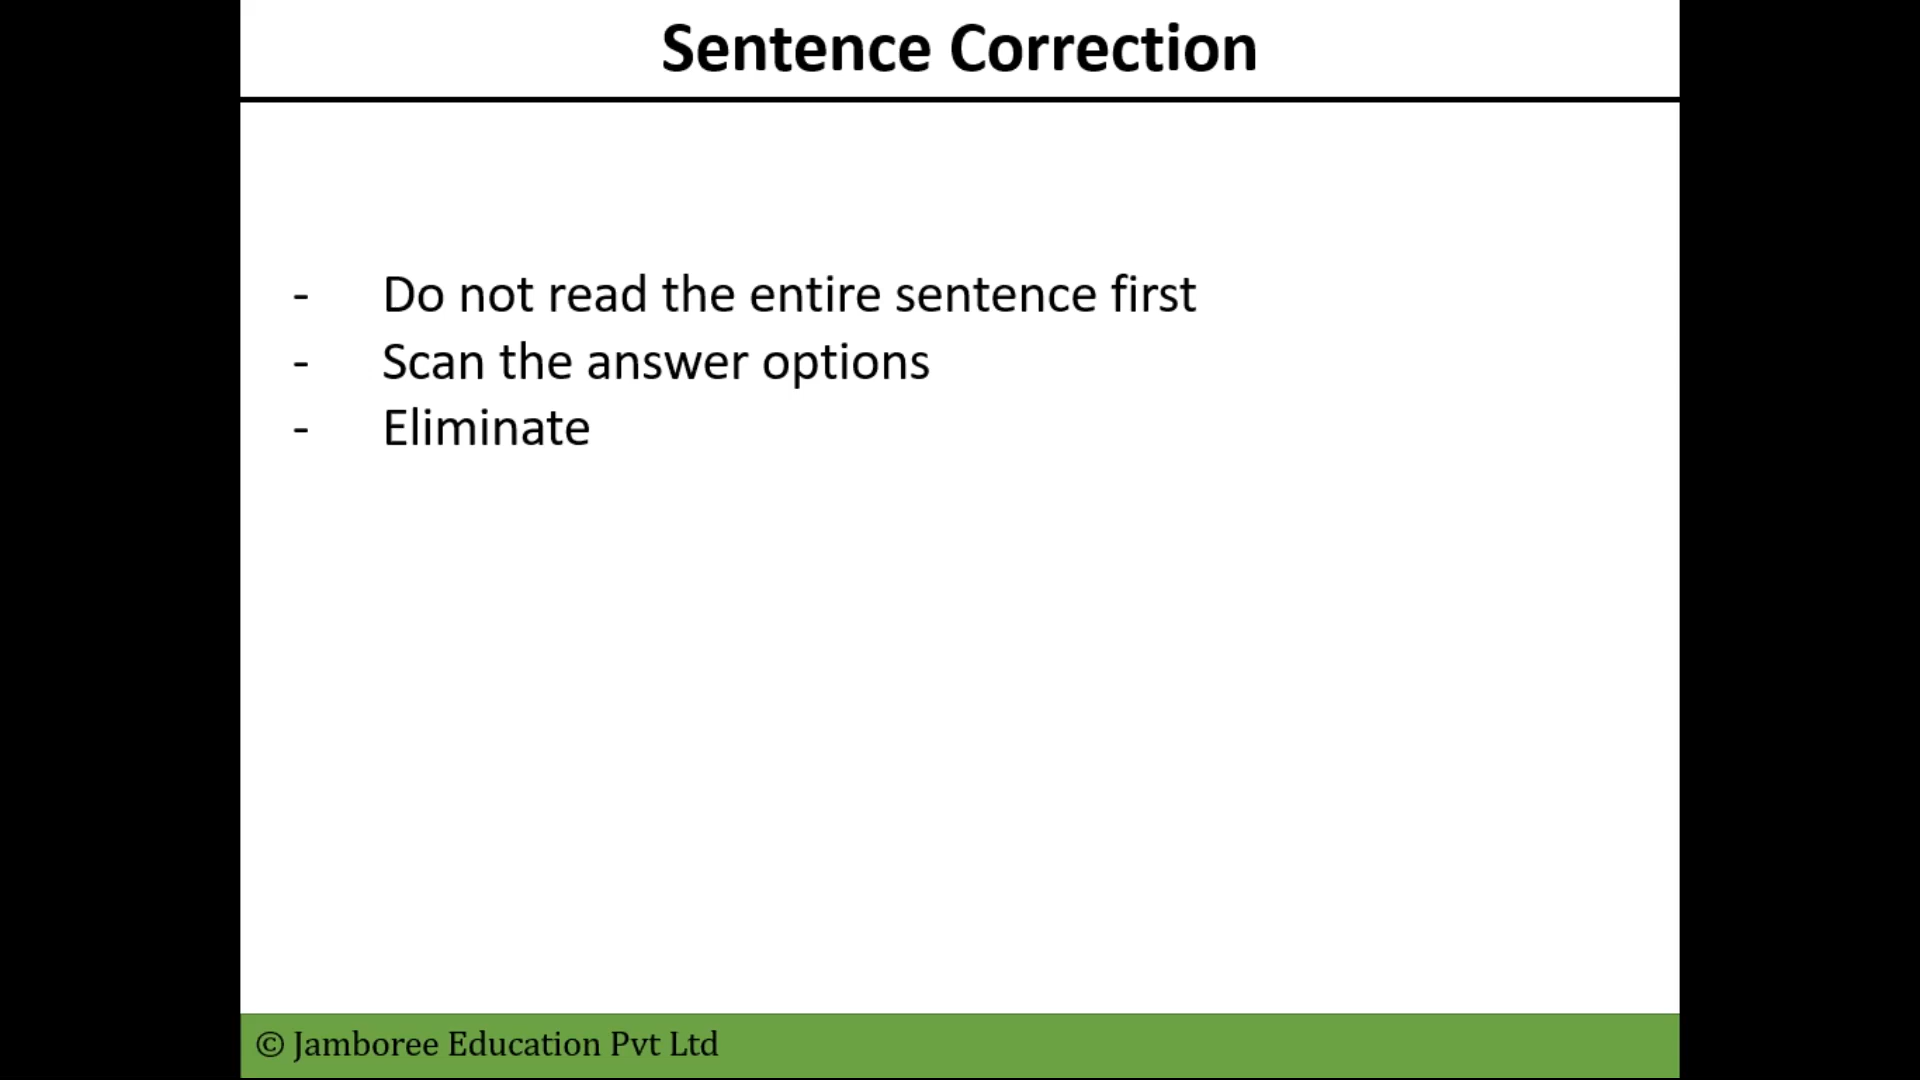 Sentence Correction
- Do not read the entire sentence first
- Scan the answer options
- Eliminate
© Jamboree Education Pvt Ltd